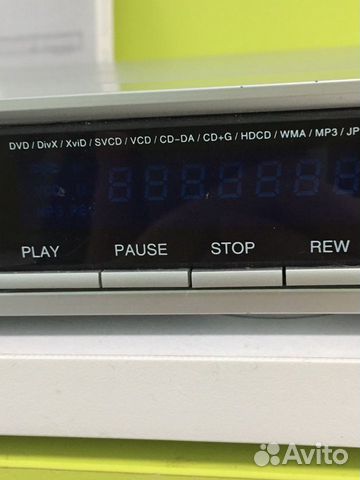 DVD / DivX / XviD / SVCD / VCD / CD-DA / CD+G / HDCD / WMA / MP3 / JP
PLAY PAUSE STOP REW
Avito